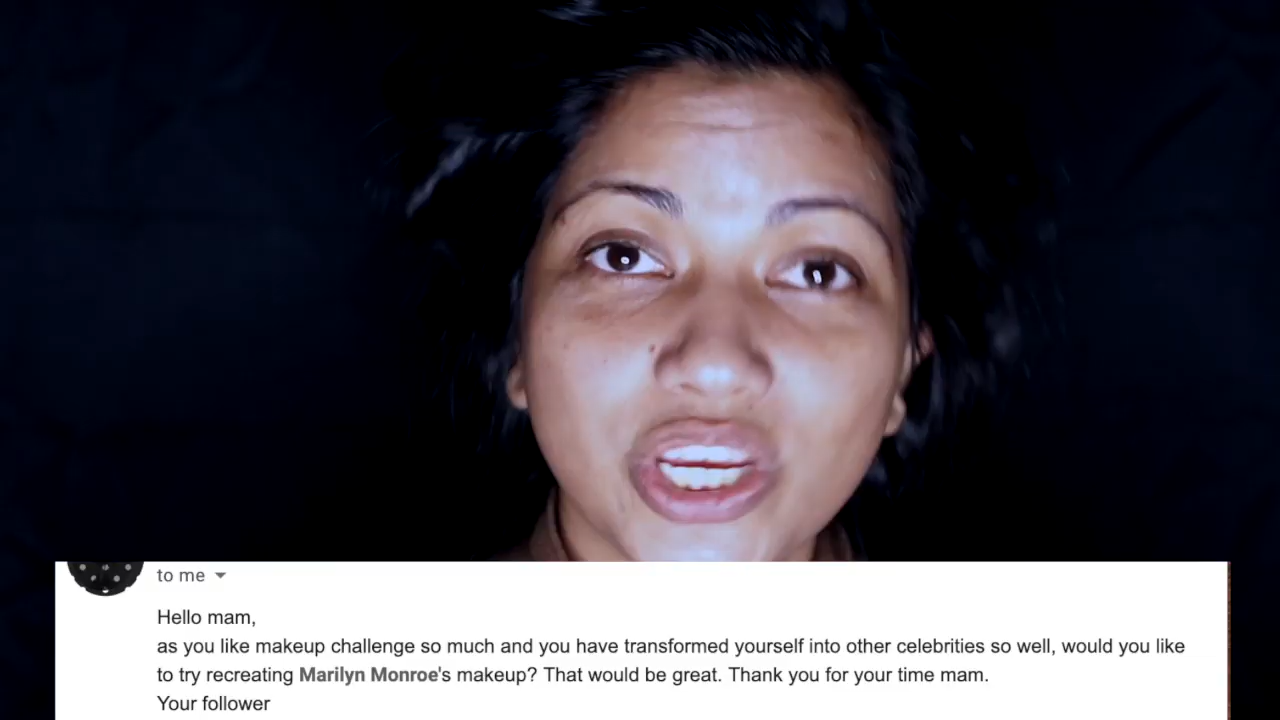 to me
Hello mam,
as you like makeup challenge so much and you have transformed yourself into other celebrities so well, would you like
to try recreating Marilyn Monroe's makeup? That would be great. Thank you for your time mam.
Your follower